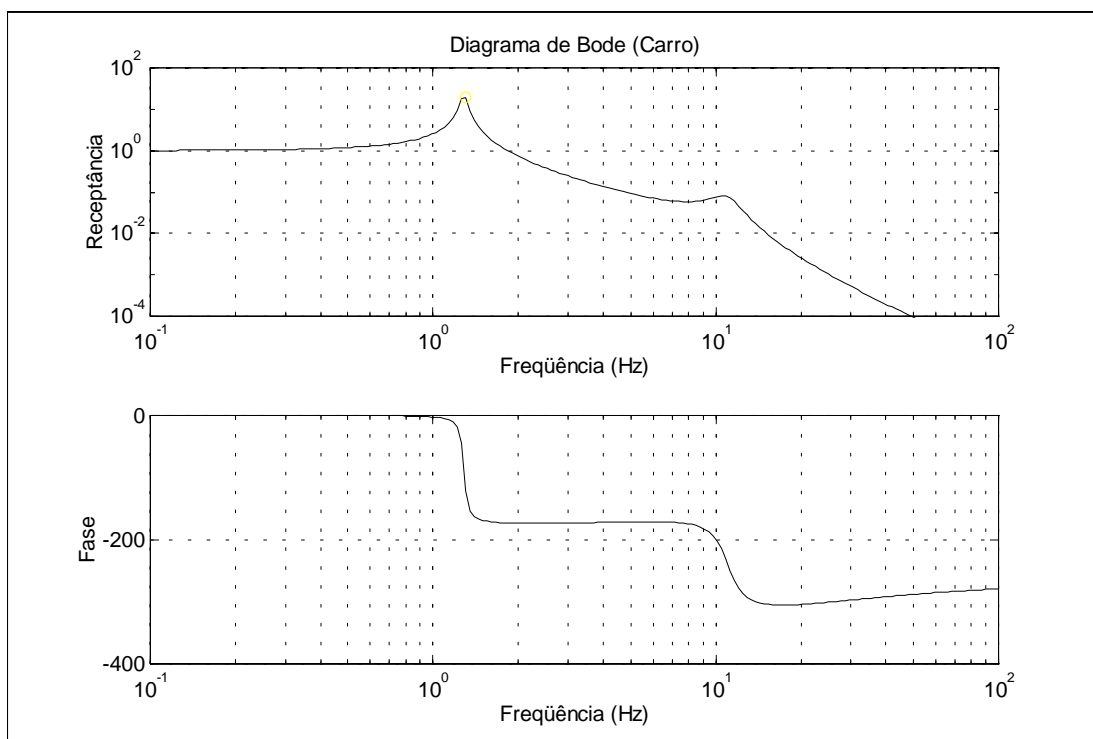 Diagrama de Bode (Carro)
10^2
10^0
10^-2
10^-4
Receptância
10^-1 10^0 10^1 10^2
Freqüência (Hz)
0
-200
-400
Fase
10^-1 10^0 10^1 10^2
Freqüência (Hz)